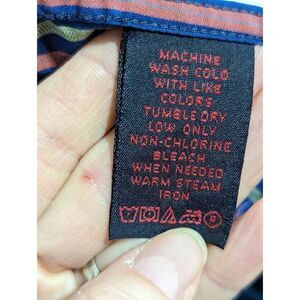 MACHINE
WASH COLD
WITH LIKE
COLORS
TUMBLE DRY
LOW ONLY
NON-CHLORINE
BLEACH
WHEN NEEDED
WARM STEAM
IRON